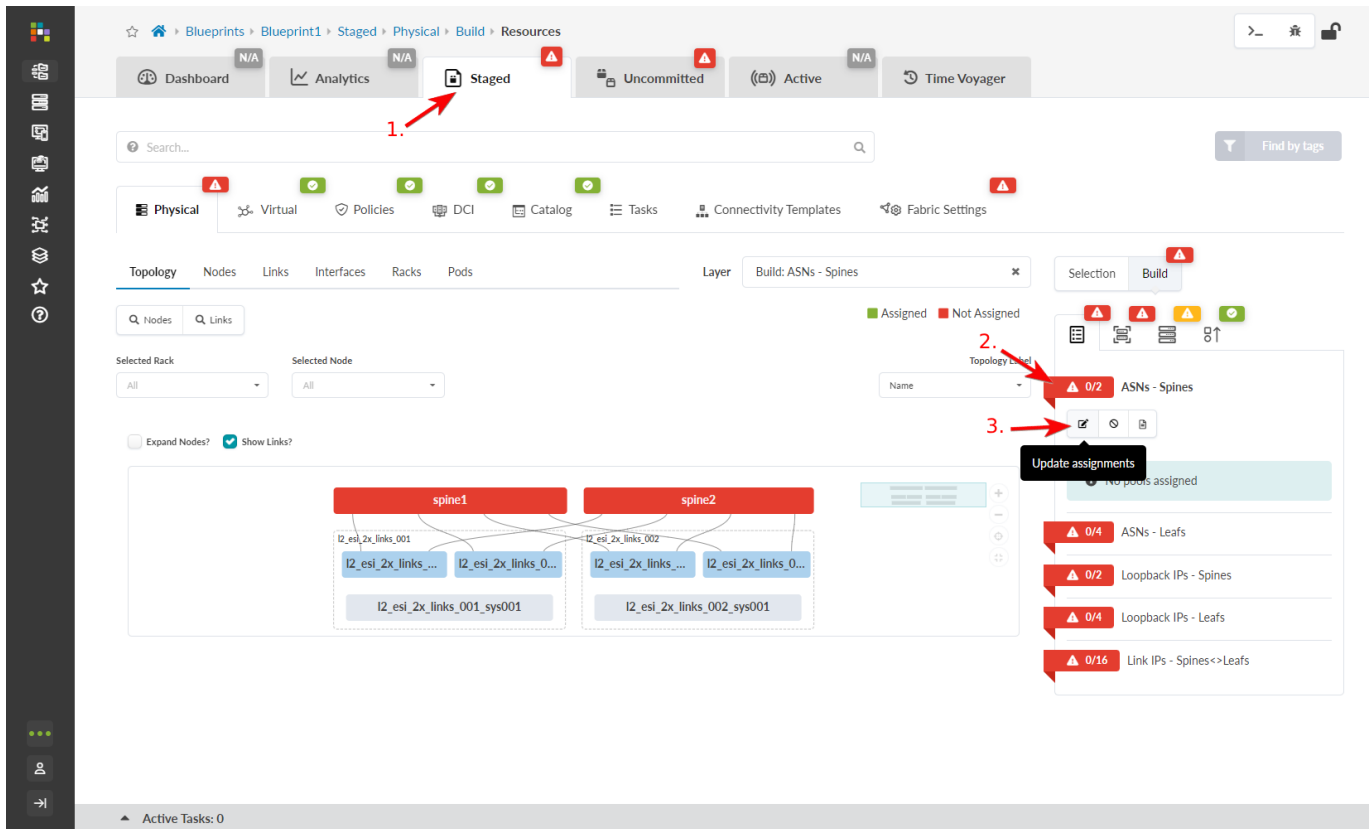 Blueprints Blueprint1 Staged Physical Build Resources
>_
N/A N/A N/A
Dashboard Analytics Staged Uncommitted Active Time Voyager
1.
Search... Find by tags
Physical Virtual Policies DCI Catalog Tasks Connectivity Templates Fabric Settings
Topology Nodes Links Interfaces Racks Pods
Layer Build: ASNs - Spines
Selection Build
Nodes Links
Assigned Not Assigned
2.
Selected Rack Selected Node Topology Label
All All Name
0/2 ASNs - Spines
3.
Expand Nodes? Show Links?
Update assignments
No pools assigned
spine1 spine2
l2_esi_2x_links_001 l2_esi_2x_links_002
l2_esi_2x_links_... l2_esi_2x_links_0... l2_esi_2x_links_... l2_esi_2x_links_0...
l2_esi_2x_links_001_sys001 l2_esi_2x_links_002_sys001
0/4 ASNs - Leafs
0/2 Loopback IPs - Spines
0/4 Loopback IPs - Leafs
0/16 Link IPs - Spines<>Leafs
Active Tasks: 0